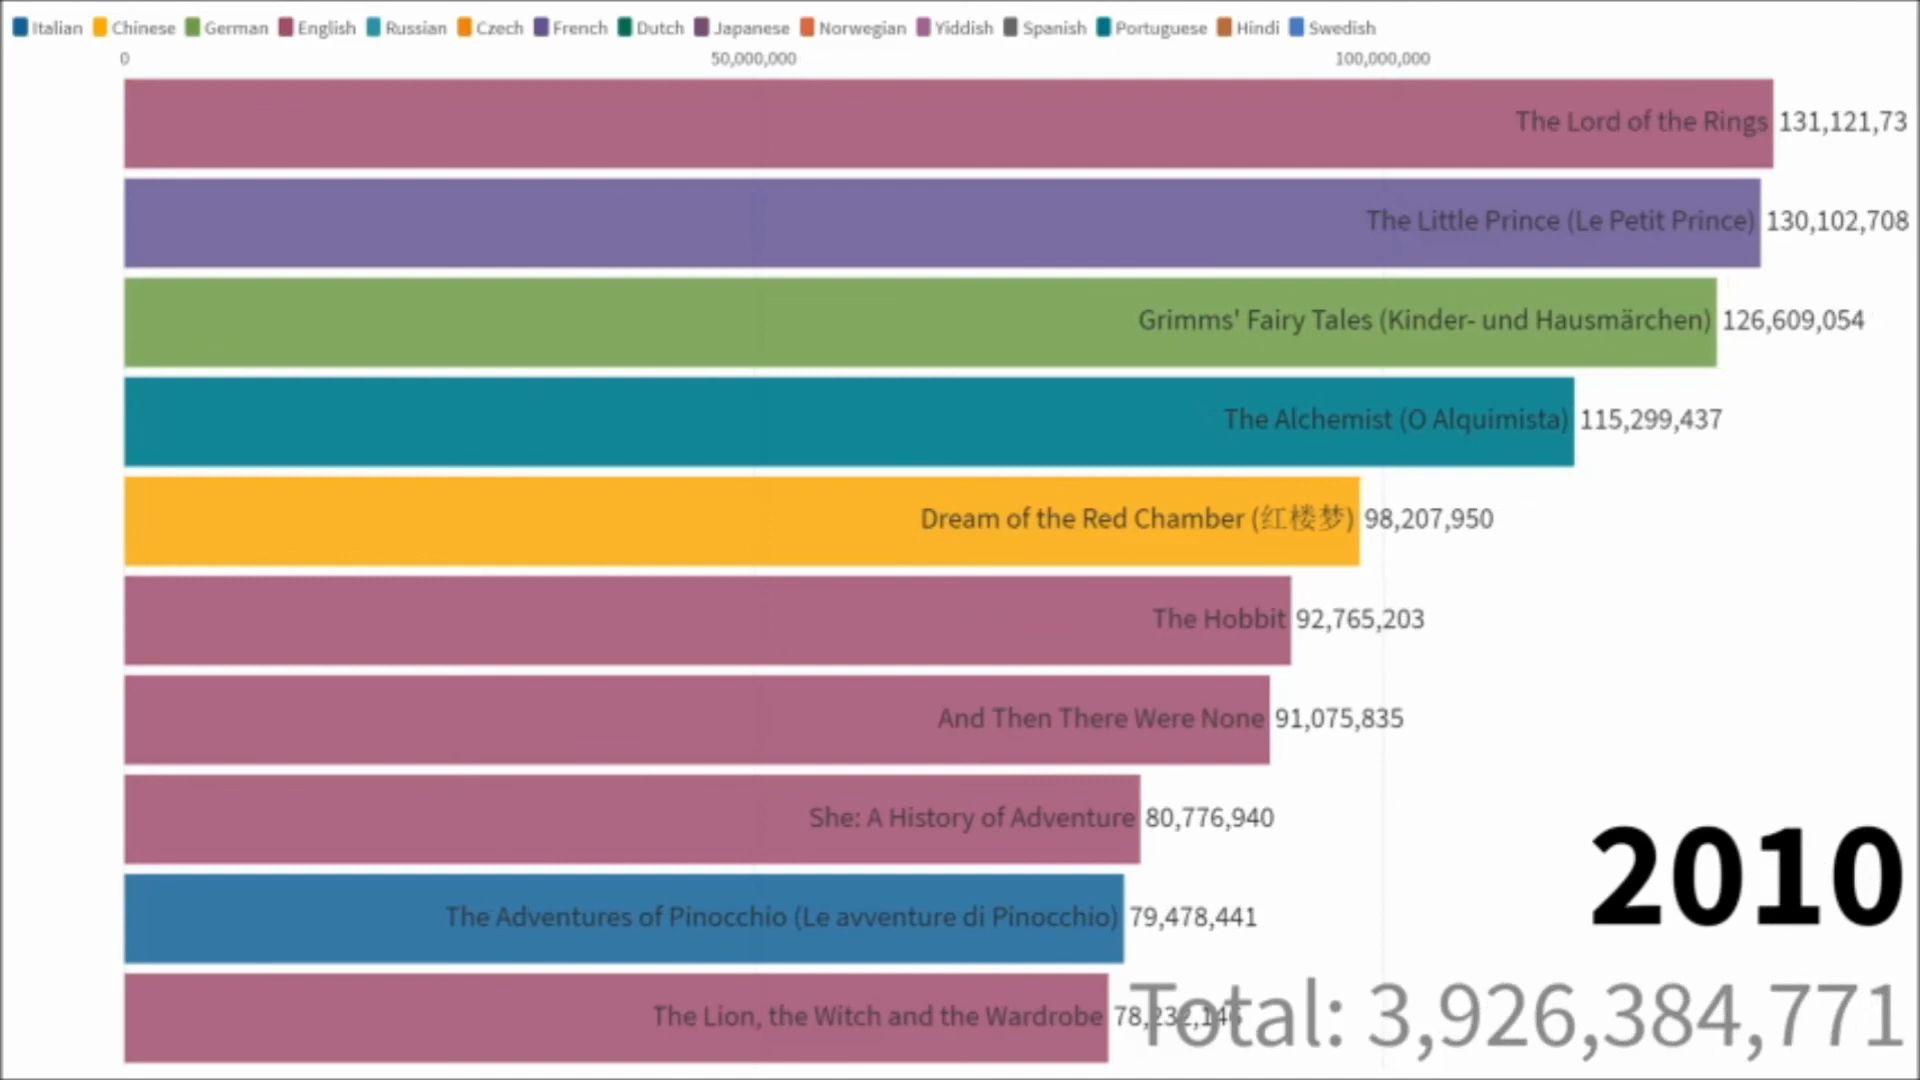 Italian Chinese German English Russian Czech French Dutch Japanese Norwegian Yiddish Spanish Portuguese Hindi Swedish
0 50,000,000 100,000,000
The Lord of the Rings 131,121,73
The Little Prince (Le Petit Prince) 130,102,708
Grimms' Fairy Tales (Kinder- und Hausmärchen) 126,609,054
The Alchemist (O Alquimista) 115,299,437
Dream of the Red Chamber (红楼梦) 98,207,950
The Hobbit 92,765,203
And Then There Were None 91,075,835
She: A History of Adventure 80,776,940
The Adventures of Pinocchio (Le avventure di Pinocchio) 79,478,441
2010
The Lion, the Witch and the Wardrobe
Total: 3,926,384,771